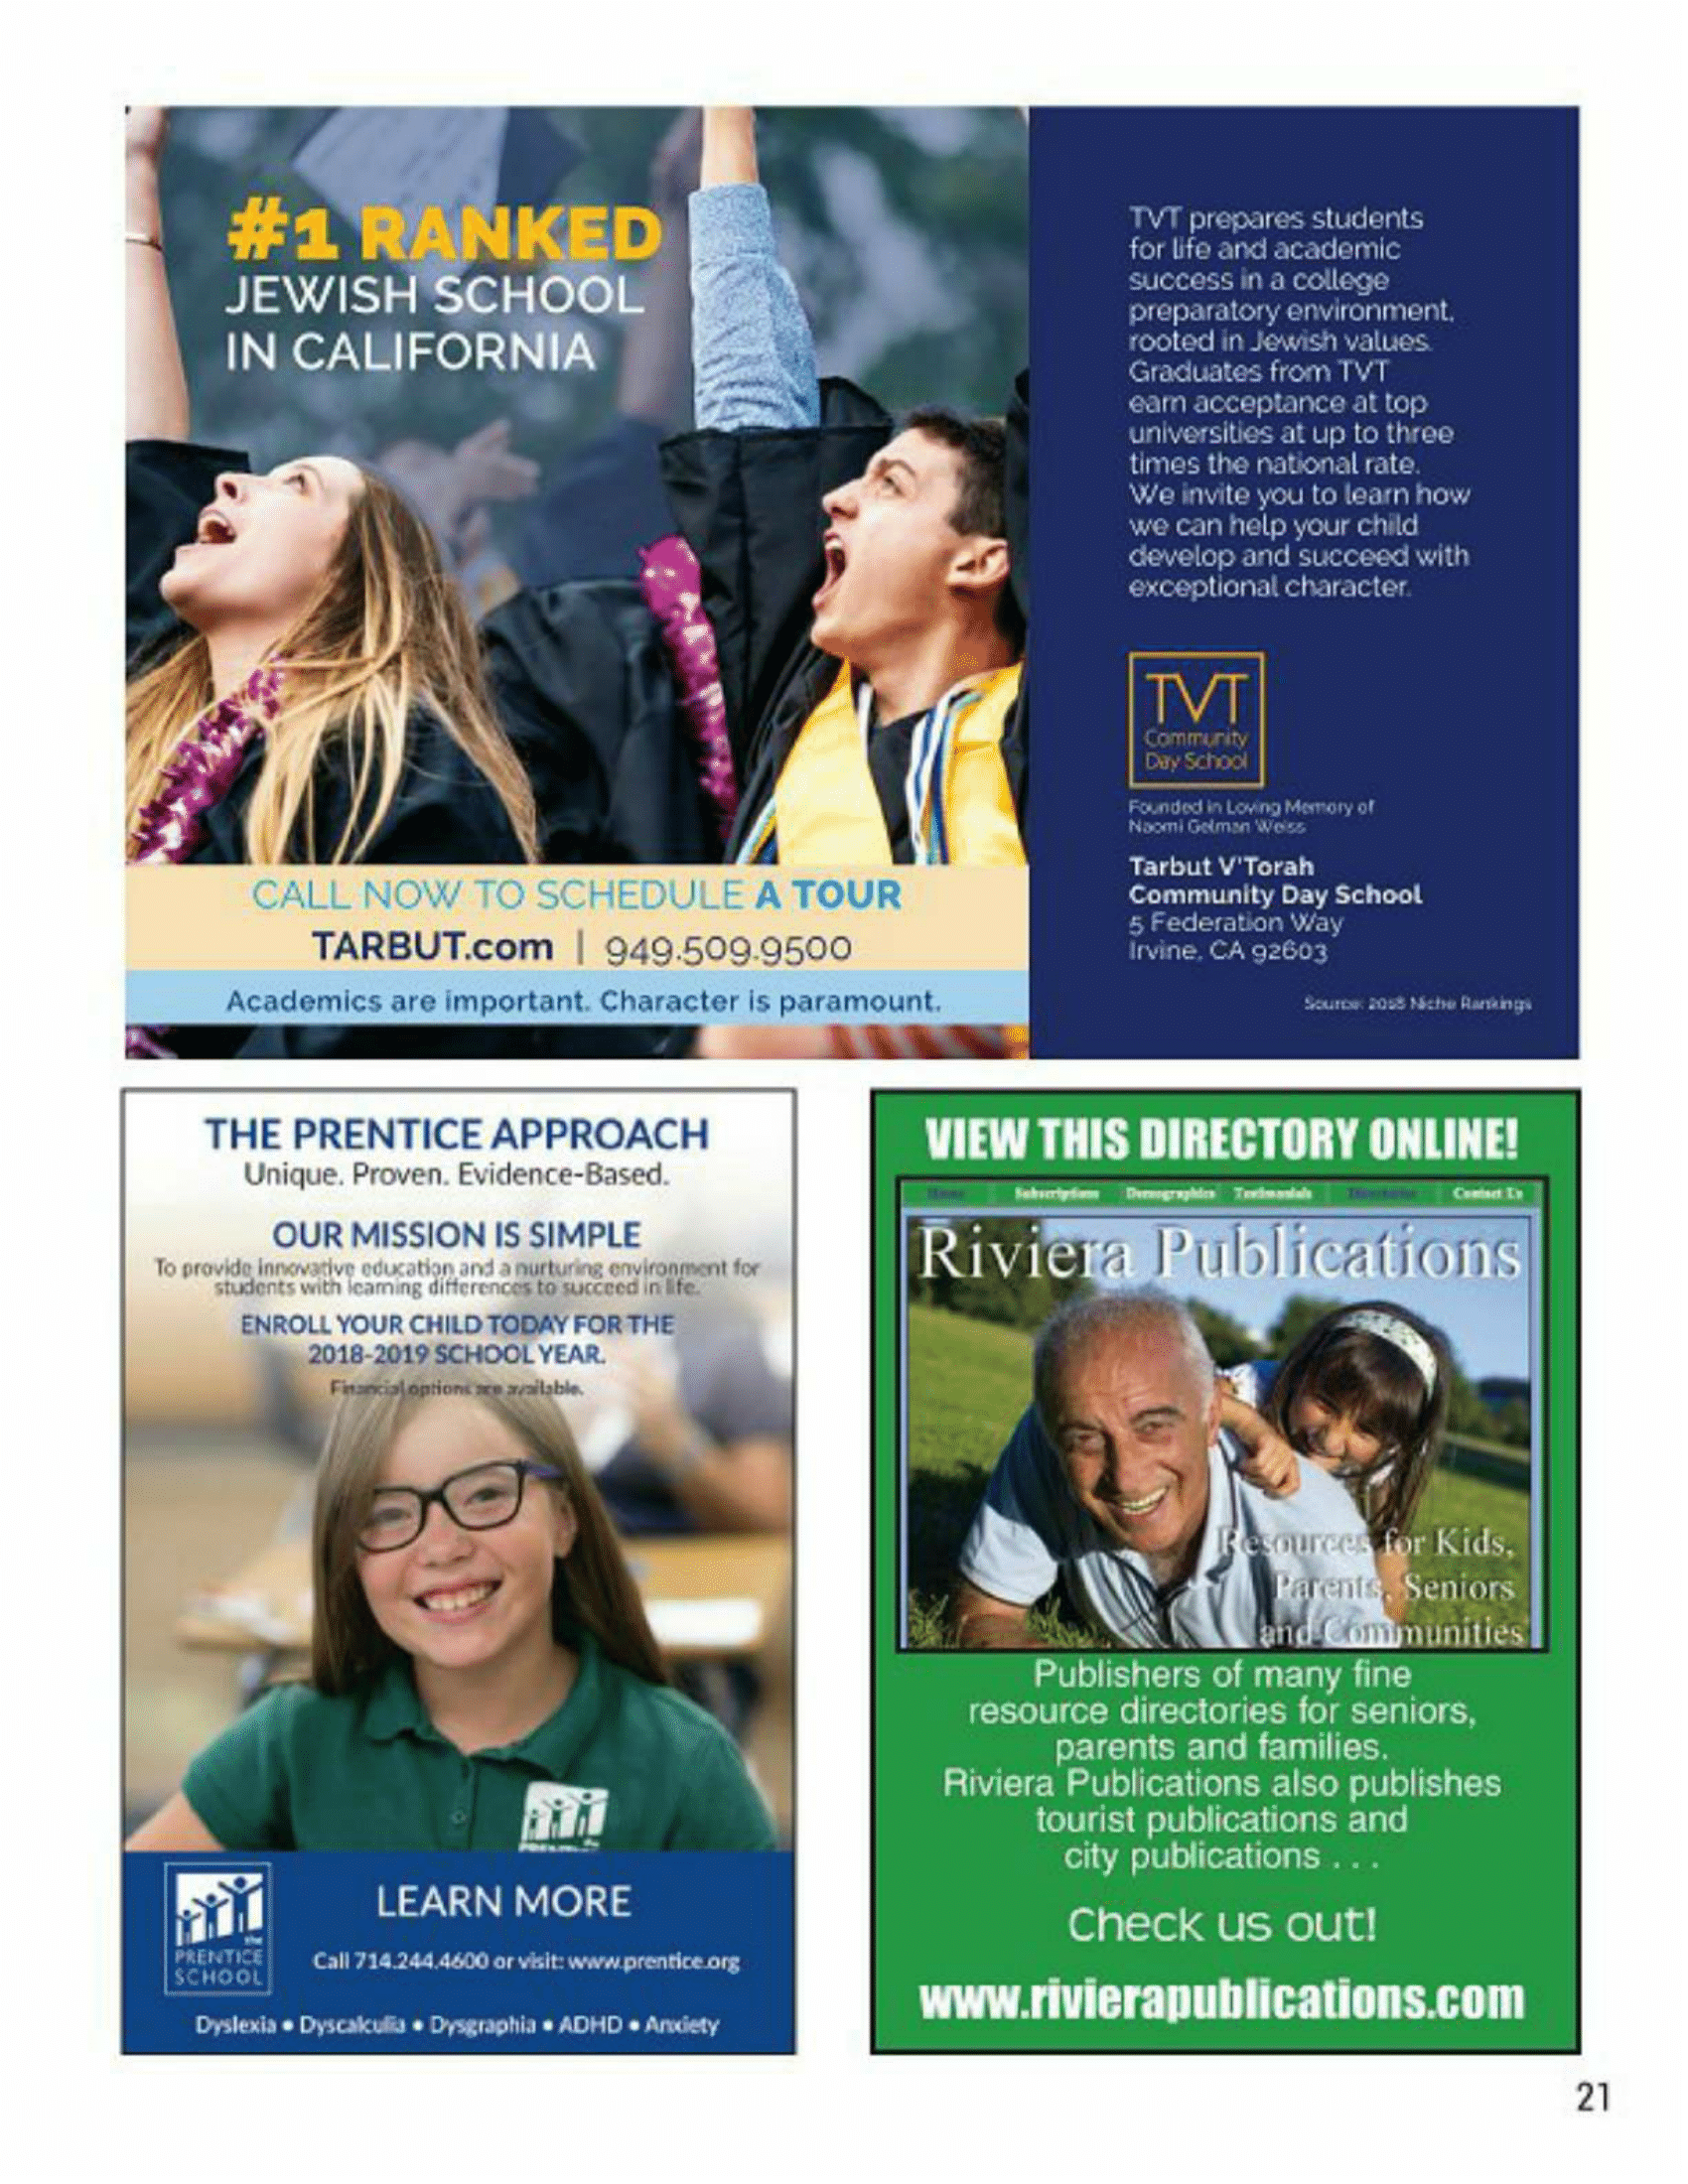 #1 RANKED
JEWISH SCHOOL
IN CALIFORNIA
CALL NOW TO SCHEDULE A TOUR
TARBUT.com | 949.509.9500
Academics are important. Character is paramount.
TVT prepares students
for life and academic
success in a college
preparatory environment,
rooted in Jewish values.
Graduates from TVT
earn acceptance at top
universities at up to three
times the national rate.
We invite you to learn how
we can help your child
develop and succeed with
exceptional character.
TVT
Community
Day School
Founded in Loving Memory of
Naomi Gelman Weiss
Tarbut V'Torah
Community Day School
5 Federation Way
Irvine, CA 92603
Source: 2018 Niche Rankings
THE PRENTICE APPROACH
Unique. Proven. Evidence-Based.
OUR MISSION IS SIMPLE
To provide innovative education and a nurturing environment for
students with learning differences to succeed in life.
ENROLL YOUR CHILD TODAY FOR THE
2018-2019 SCHOOL YEAR.
Financial options are available.
the
PRENTICE
SCHOOL
LEARN MORE
Call 714.244.4600 or visit: www.prentice.org
Dyslexia • Dyscalculia • Dysgraphia • ADHD • Anxiety
VIEW THIS DIRECTORY ONLINE!
Home Subscriptions Demographics Testimonials Directories Contact Us
Riviera Publications
Resources for Kids,
Parents, Seniors
and Communities
Publishers of many fine
resource directories for seniors,
parents and families.
Riviera Publications also publishes
tourist publications and
city publications . . .
Check us out!
www.rivierapublications.com
21